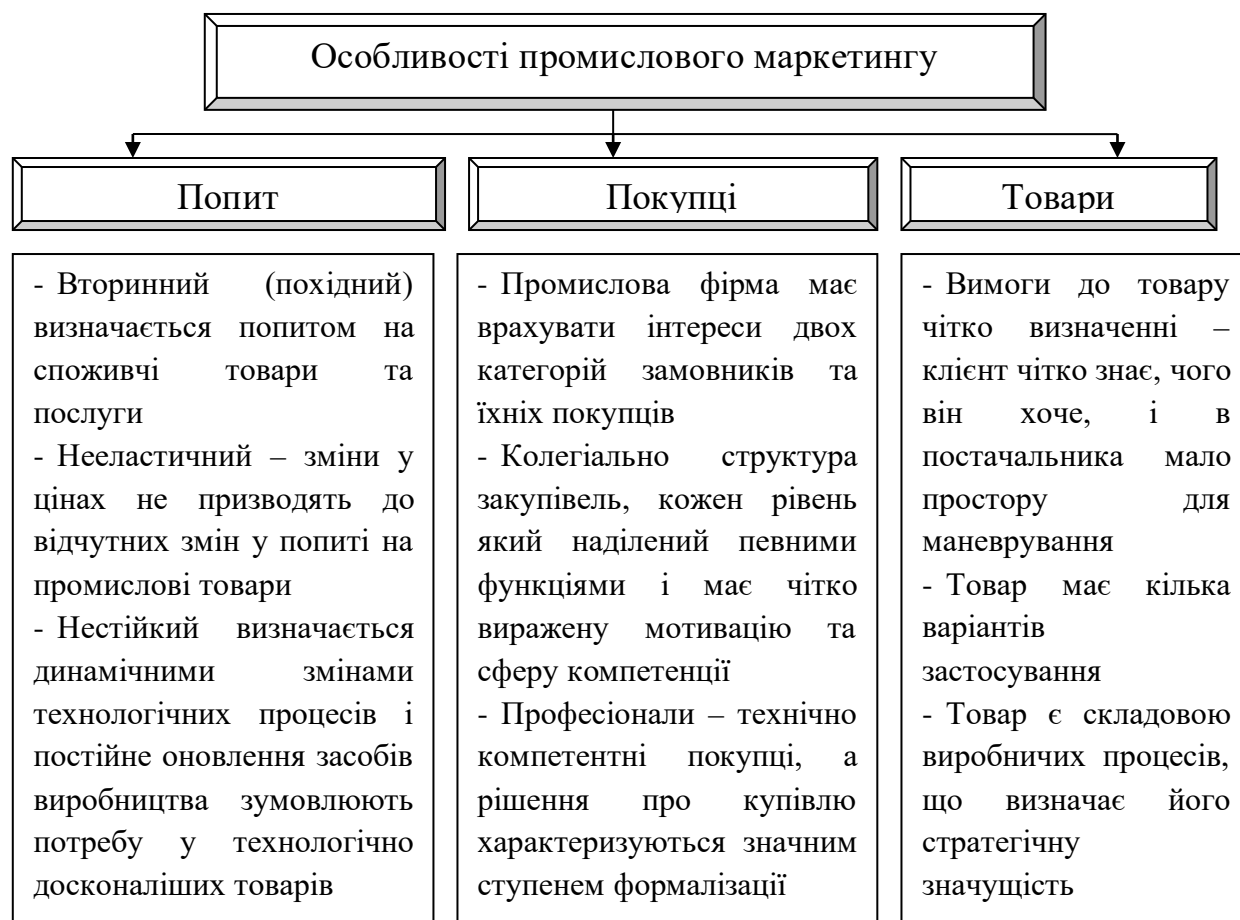 Особливості промислового маркетингу
Попит
Покупці
Товари
- Вторинний (похідний)
визначається попитом на
споживчі товари та
послуги
- Нееластичний – зміни у
цінах не призводять до
відчутних змін у попиті на
промислові товари
- Нестійкий визначається
динамічними змінами
технологічних процесів і
постійне оновлення засобів
виробництва зумовлюють
потребу у технологічно
досконаліших товарів
- Промислова фірма має
врахувати інтереси двох
категорій замовників та
їхніх покупців
- Колегіально структура
закупівель, кожен рівень
який наділений певними
функціями і має чітко
виражену мотивацію та
сферу компетенції
- Професіонали – технічно
компетентні покупці, а
рішення про купівлю
характеризуються значним
ступенем формалізації
- Вимоги до товару
чітко визначенні –
клієнт чітко знає, чого
він хоче, і в
постачальника мало
простору для
маневрування
- Товар має кілька
варіантів
застосування
- Товар є складовою
виробничих процесів,
що визначає його
стратегічну
значущість